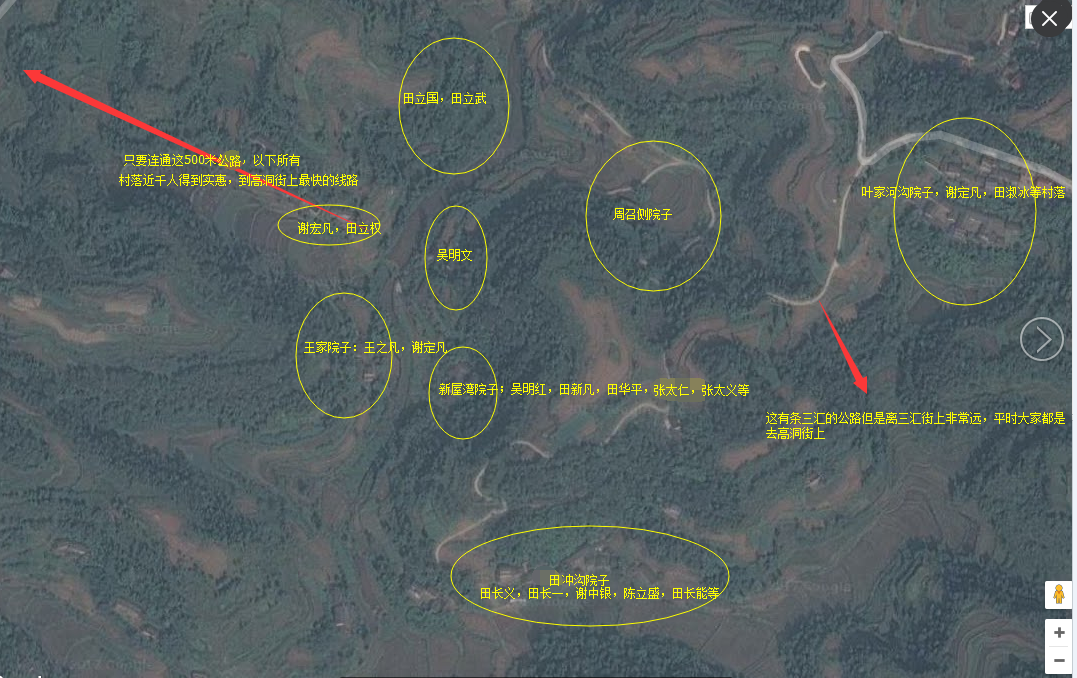 田立国，田立武
只要连通这500米公路，以下所有
村落近千人得到实惠，到高洞街上最快的线路
叶家河沟院子，谢定凡，田淑冰等村落
周召侧院子
谢宏凡，田立权
吴明文
王家院子：王之凡，谢定凡
新屋湾院子；吴明红，田新凡，田华平，张太仁，张太义等
这有条三汇的公路但是离三汇街上非常远，平时大家都是
去高洞街上
田冲沟院子
田长义，田长一，谢中银，陈立盛，田长能等